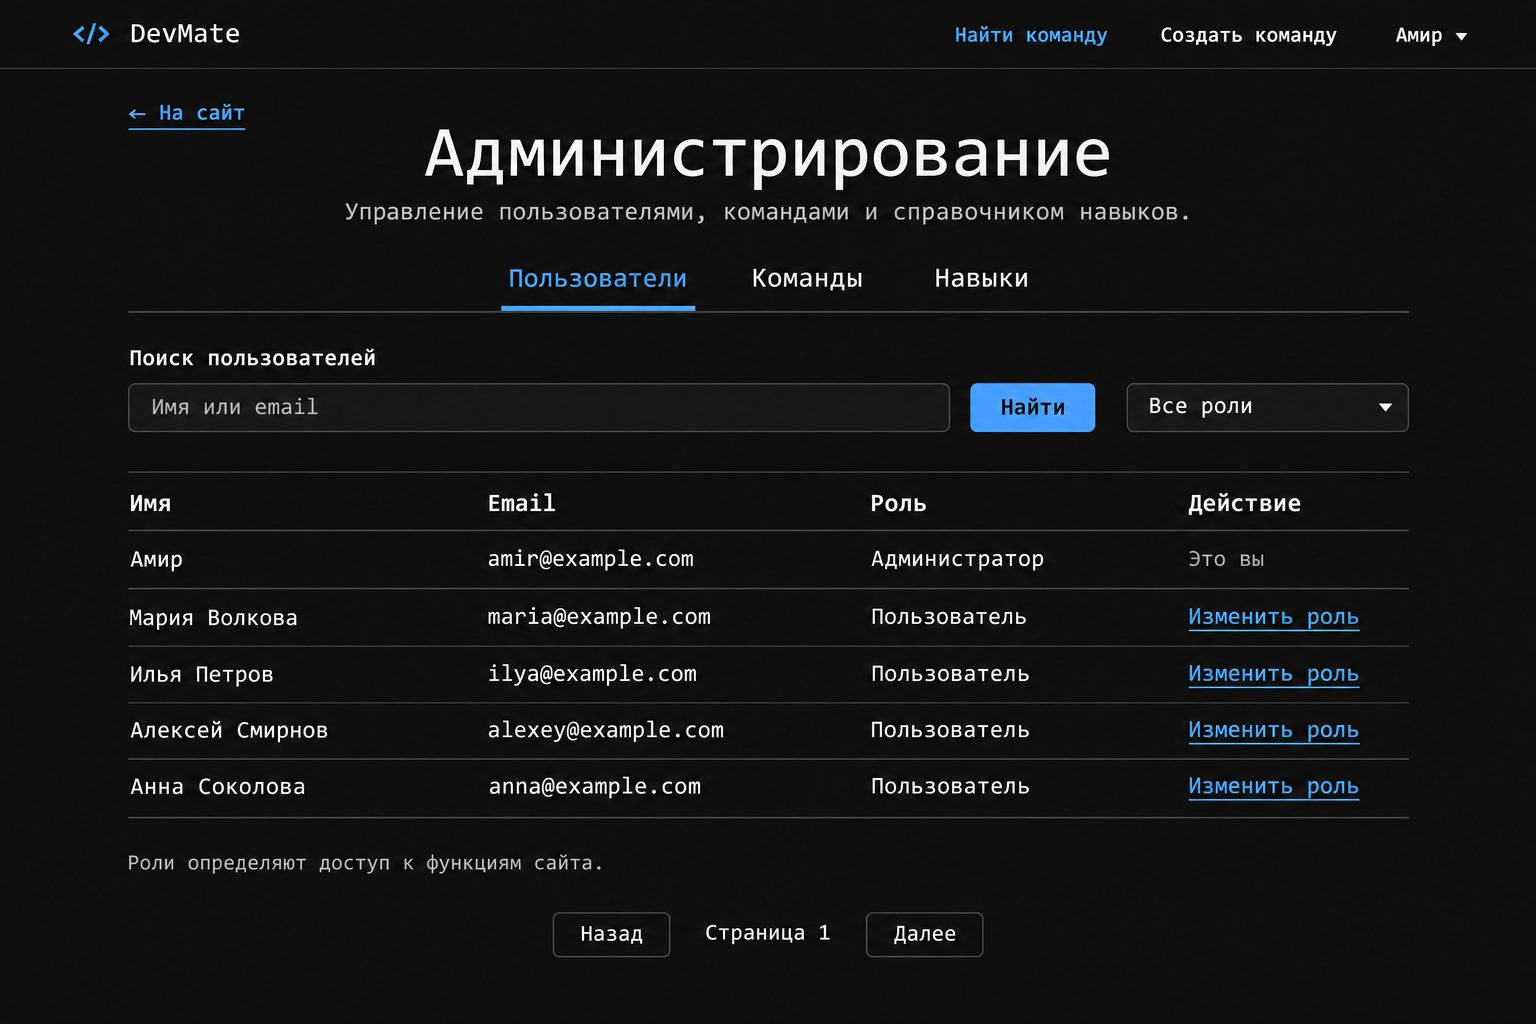 </> DevMate Найти команду Создать команду Амир ▼
← На сайт
Администрирование
Управление пользователями, командами и справочником навыков.
Пользователи Команды Навыки
Поиск пользователей
Имя или email Найти Все роли ▼
Имя Email Роль Действие
Амир amir@example.com Администратор Это вы
Мария Волкова maria@example.com Пользователь Изменить роль
Илья Петров ilya@example.com Пользователь Изменить роль
Алексей Смирнов alexey@example.com Пользователь Изменить роль
Анна Соколова anna@example.com Пользователь Изменить роль
Роли определяют доступ к функциям сайта.
Назад Страница 1 Далее